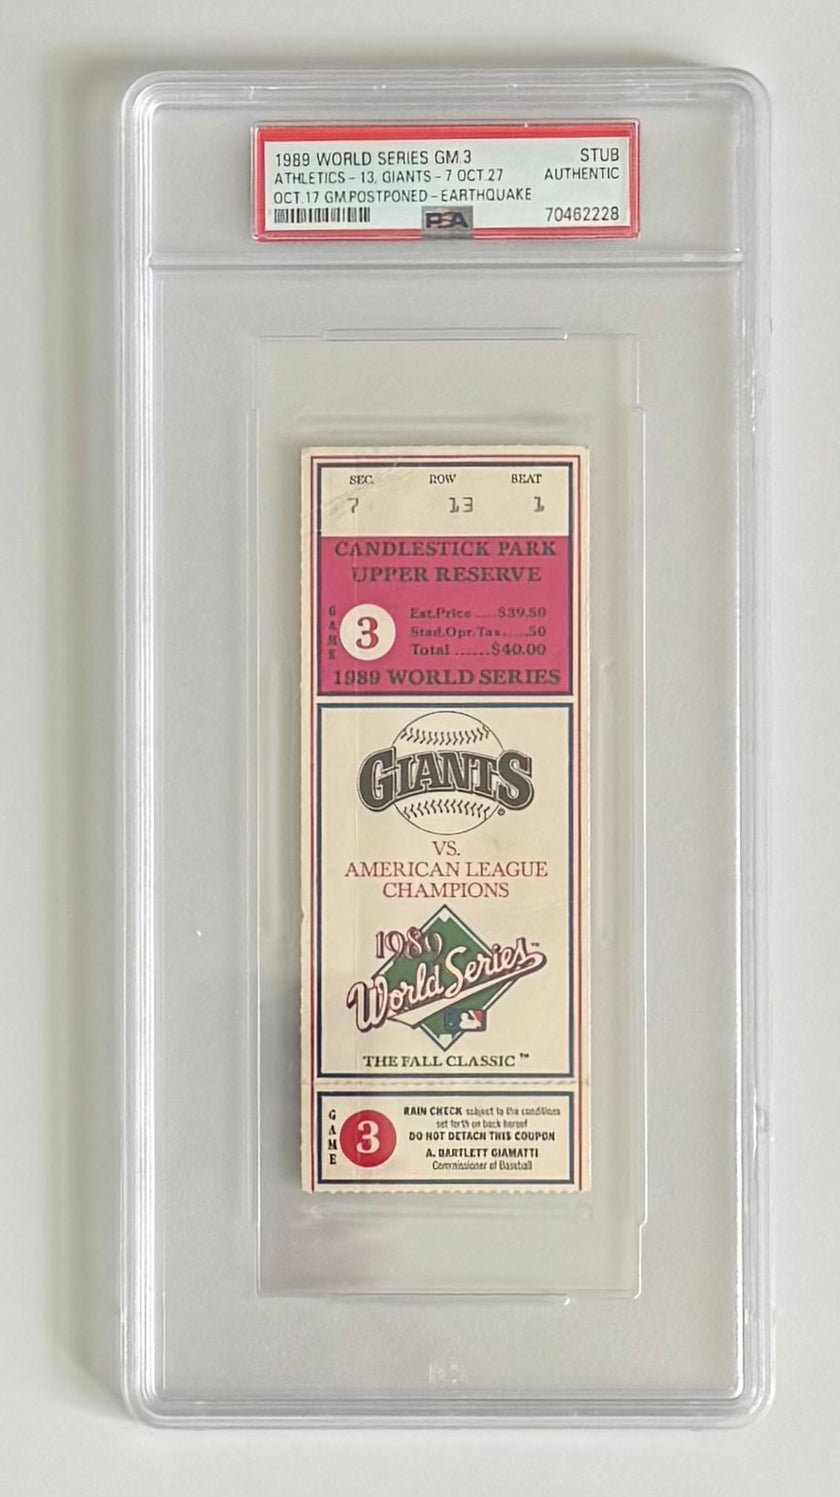 1989 WORLD SERIES GM.3 STUB
ATHLETICS - 13, GIANTS - 7 OCT.27 AUTHENTIC
OCT.17 GM.POSTPONED - EARTHQUAKE
PSA 70462228
SEC. ROW SEAT
7 13 1
CANDLESTICK PARK
UPPER RESERVE
GAME 3
Est.Price ....$39.50
Stad.Opr.Tax.....50
Total ......$40.00
1989 WORLD SERIES
GIANTS
VS.
AMERICAN LEAGUE
CHAMPIONS
1989
World Series™
THE FALL CLASSIC™
GAME 3
RAIN CHECK subject to the conditions
set forth on back hereof
DO NOT DETACH THIS COUPON
A. BARTLETT GIAMATTI
Commissioner of Baseball